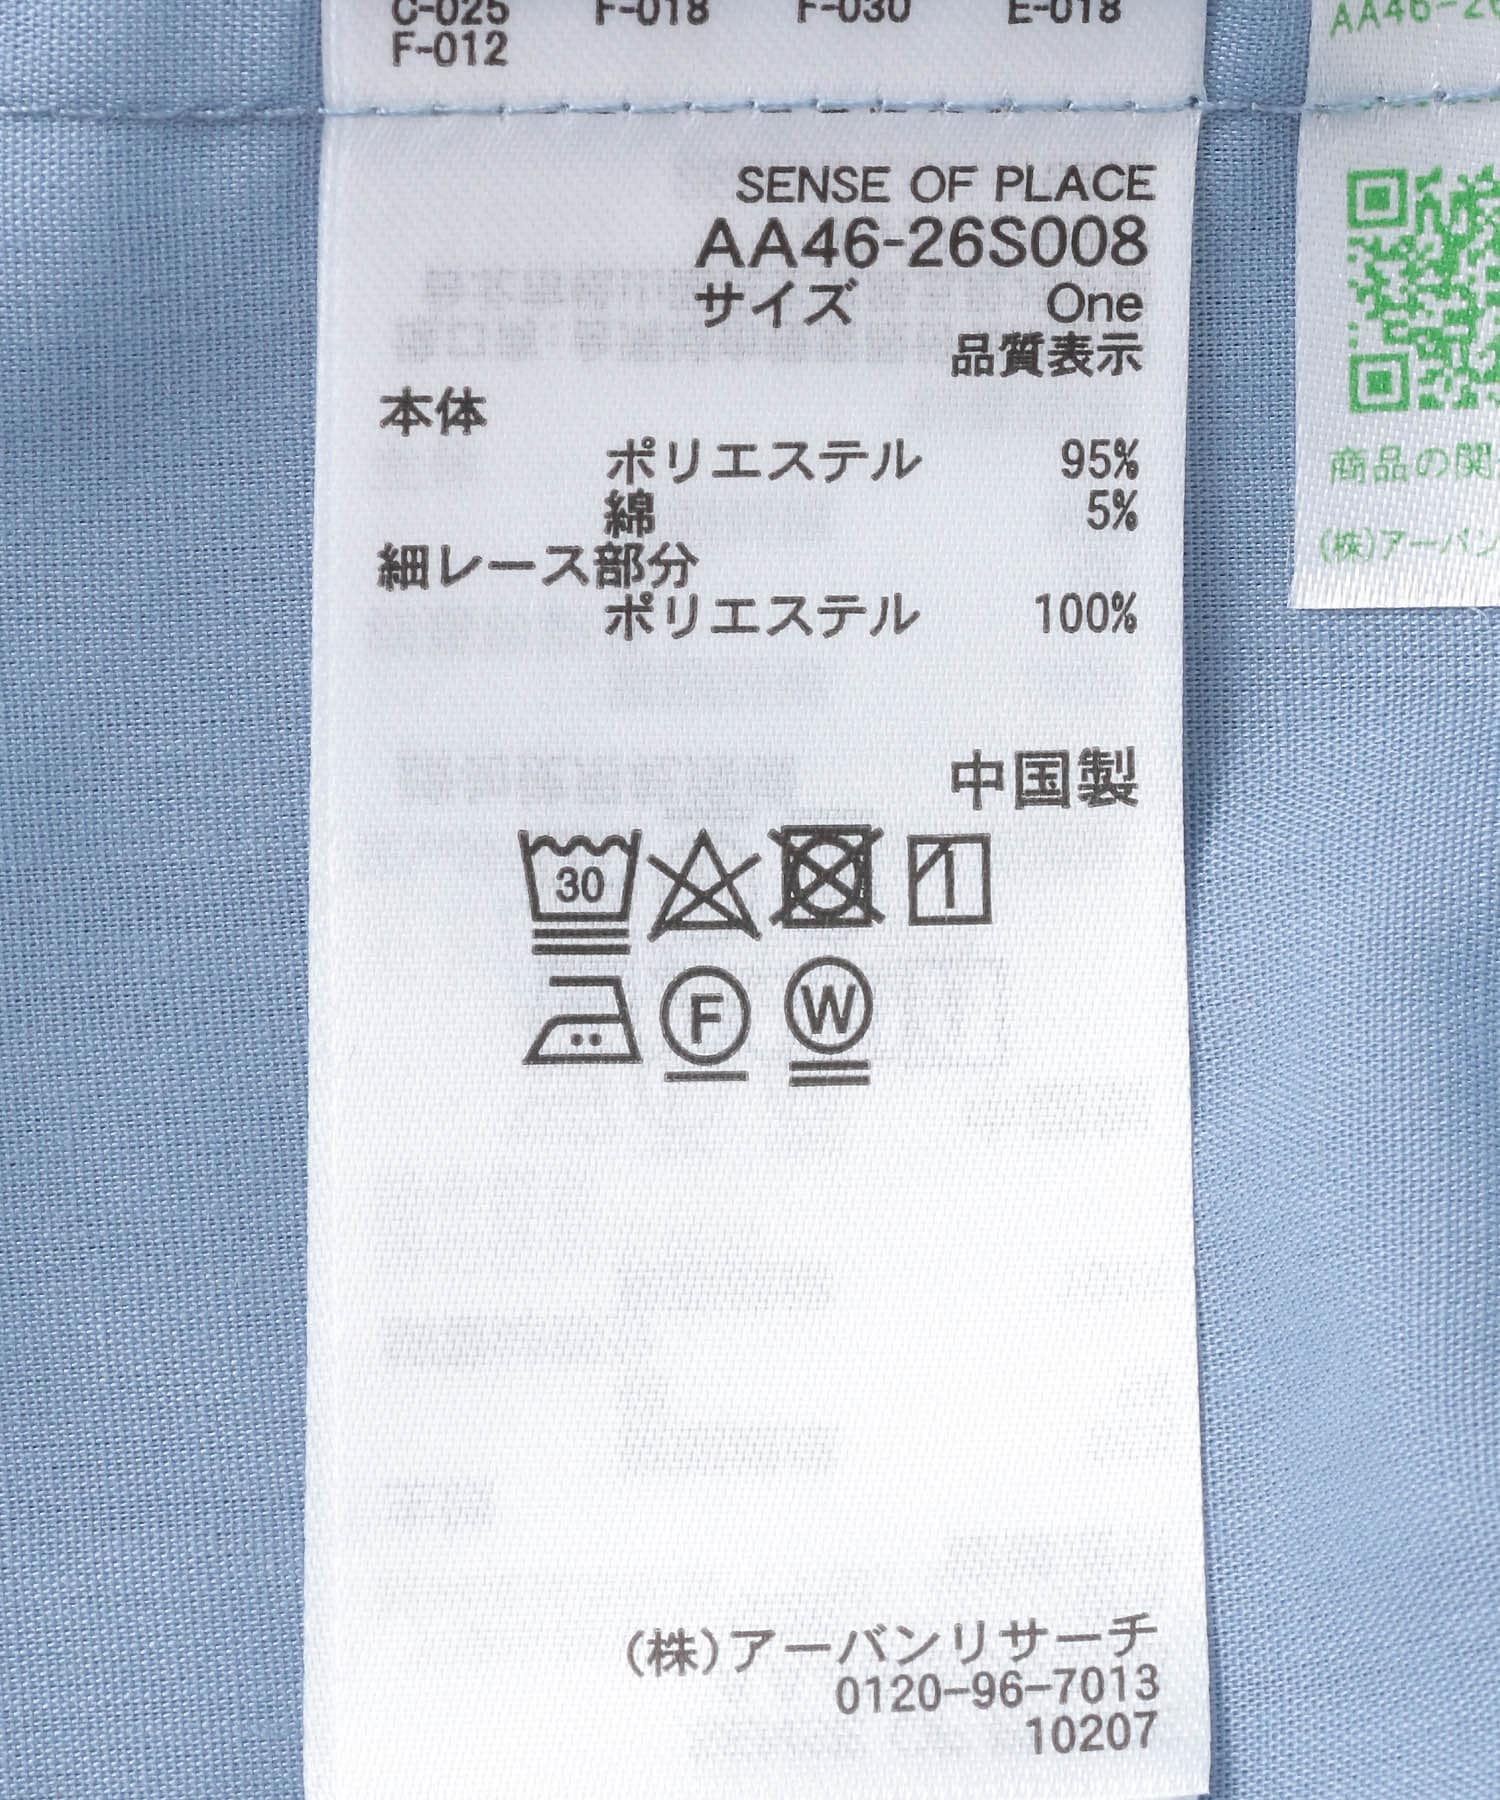 C-025 F-018 F-030 E-018
F-012
SENSE OF PLACE
AA46-26S008
サイズ One
品質表示
本体
ポリエステル 95%
綿 5%
細レース部分
ポリエステル 100%
中国製
30
F
W
(株)アーバンリサーチ
0120-96-7013
10207
AA46-26
商品の関
(株)アーバン